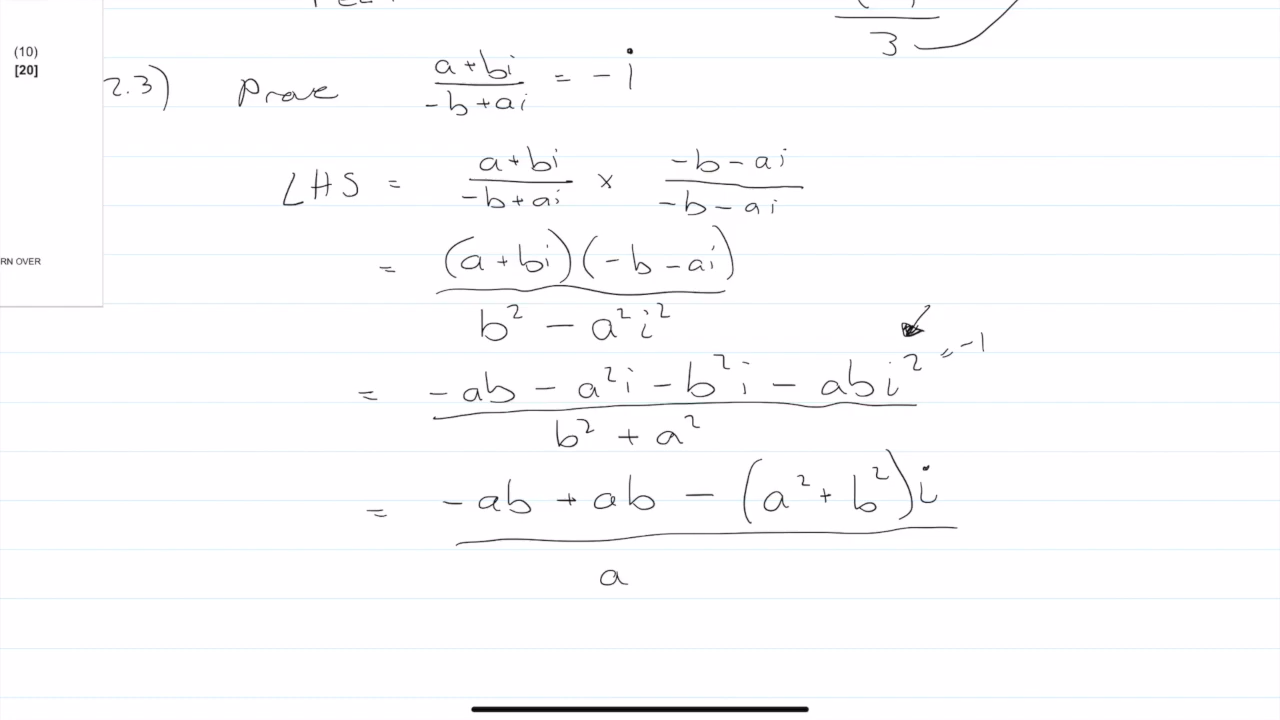 3
(10)
[20]
2.3) Prove (a + bi)/(-b + ai) = - i
LHS = (a + bi)/(-b + ai) × (-b - ai)/(-b - ai)
= ((a + bi)(-b - ai))/(b² - a²i²)
RN OVER
= (-ab - a²i - b²i - abi²)/(b² + a²) = -1
= (-ab + ab - (a² + b²)i)/a